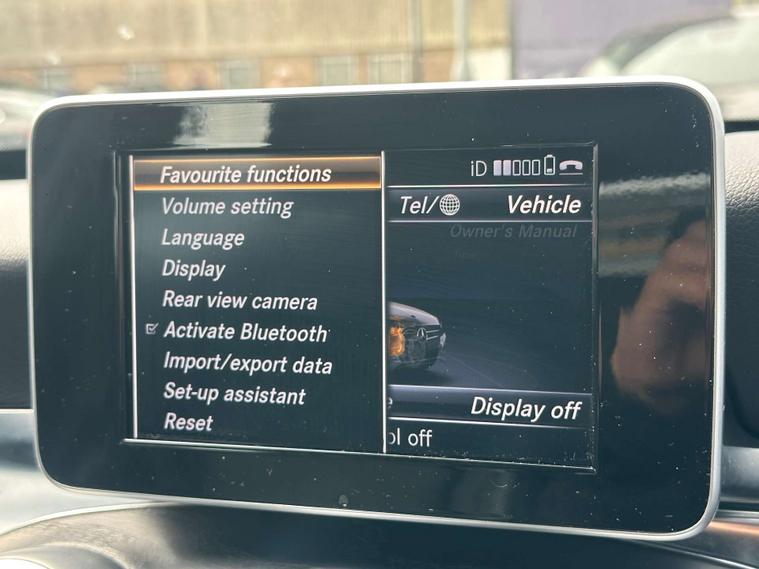 Favourite functions
Volume setting
Language
Display
Rear view camera
Activate Bluetooth
Import/export data
Set-up assistant
Reset
iD
Tel/ Vehicle
Owner's Manual
Display off
ol off